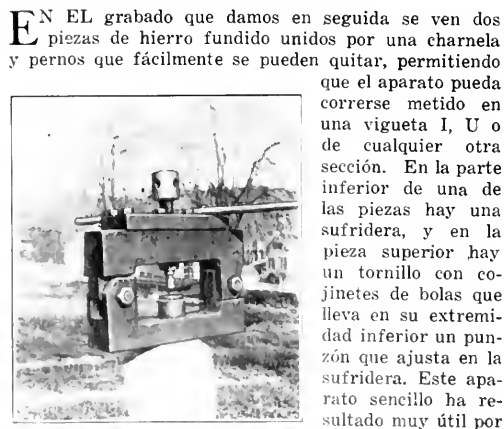 EN EL grabado que damos en seguida se ven dos
piezas de hierro fundido unidos por una charnela
y pernos que fácilmente se pueden quitar, permitiendo
que el aparato pueda
correrse metido en
una vigueta I, U o
de cualquier otra
sección. En la parte
inferior de una de
las piezas hay una
sufridera, y en la
pieza superior hay
un tornillo con co-
jinetes de bolas que
lleva en su extremi-
dad inferior un pun-
zón que ajusta en la
sufridera. Este apa-
rato sencillo ha re-
sultado muy útil por